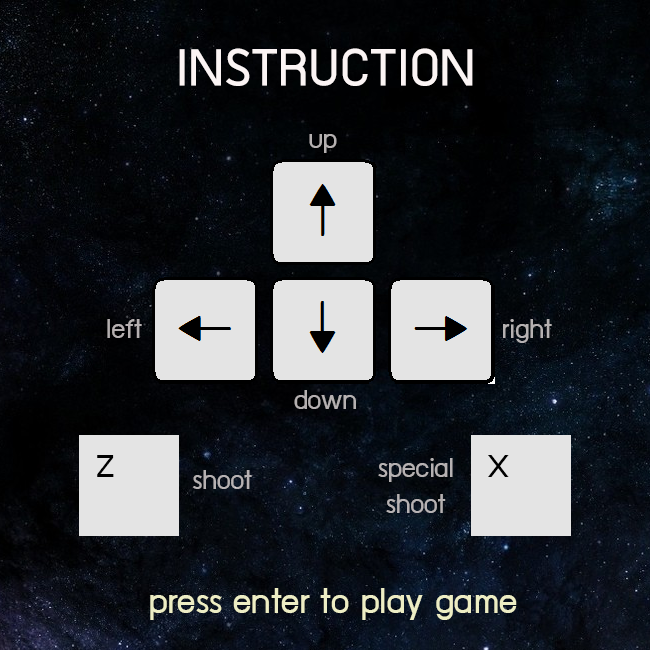 INSTRUCTION
up
left
right
down
Z
shoot
special
shoot
X
press enter to play game